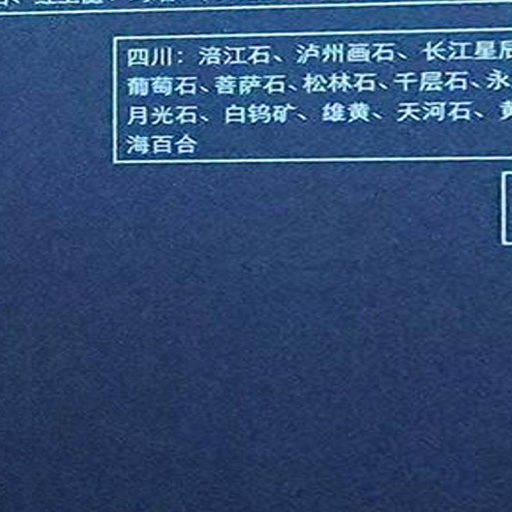 四川：涪江石、泸州画石、长江星辰
葡萄石、菩萨石、松林石、千层石、永
月光石、白钨矿、雄黄、天河石、黄
海百合